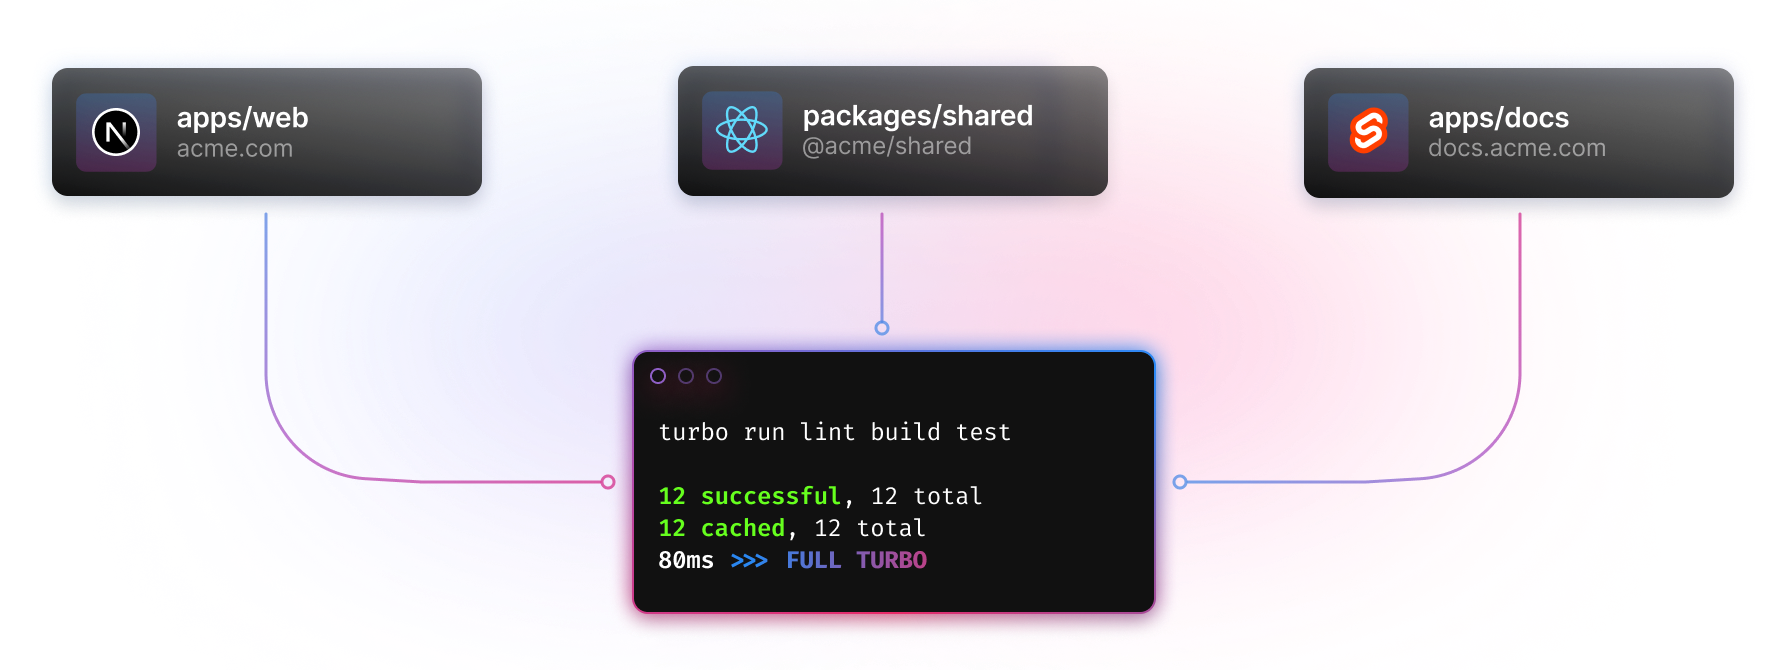 apps/web
acme.com
packages/shared
@acme/shared
apps/docs
docs.acme.com
turbo run lint build test
12 successful, 12 total
12 cached, 12 total
80ms >>> FULL TURBO